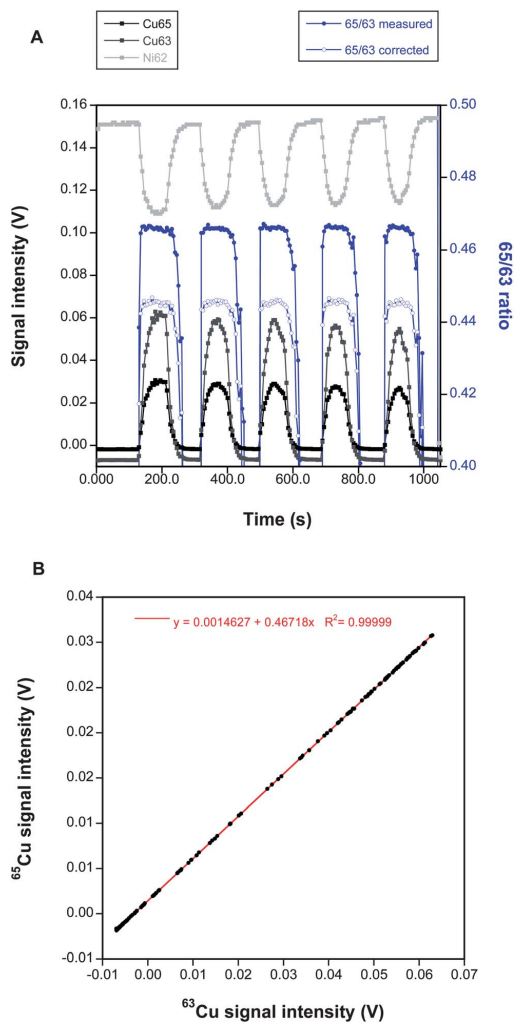 A
Cu65
Cu63
Ni62
65/63 measured
65/63 corrected
0.16
0.14
0.12
0.10
0.08
0.06
0.04
0.02
0.00
Signal intensity (V)
0.50
0.48
0.46
0.44
0.42
0.40
65/63 ratio
0.000 200.0 400.0 600.0 800.0 1000.
Time (s)
B
y = 0.0014627 + 0.46718x R²= 0.99999
0.04
0.03
0.02
0.02
0.02
0.01
0.01
0.00
-0.01
⁶⁵Cu signal intensity (V)
-0.01 0.00 0.01 0.02 0.03 0.04 0.05 0.06 0.07
⁶³Cu signal intensity (V)